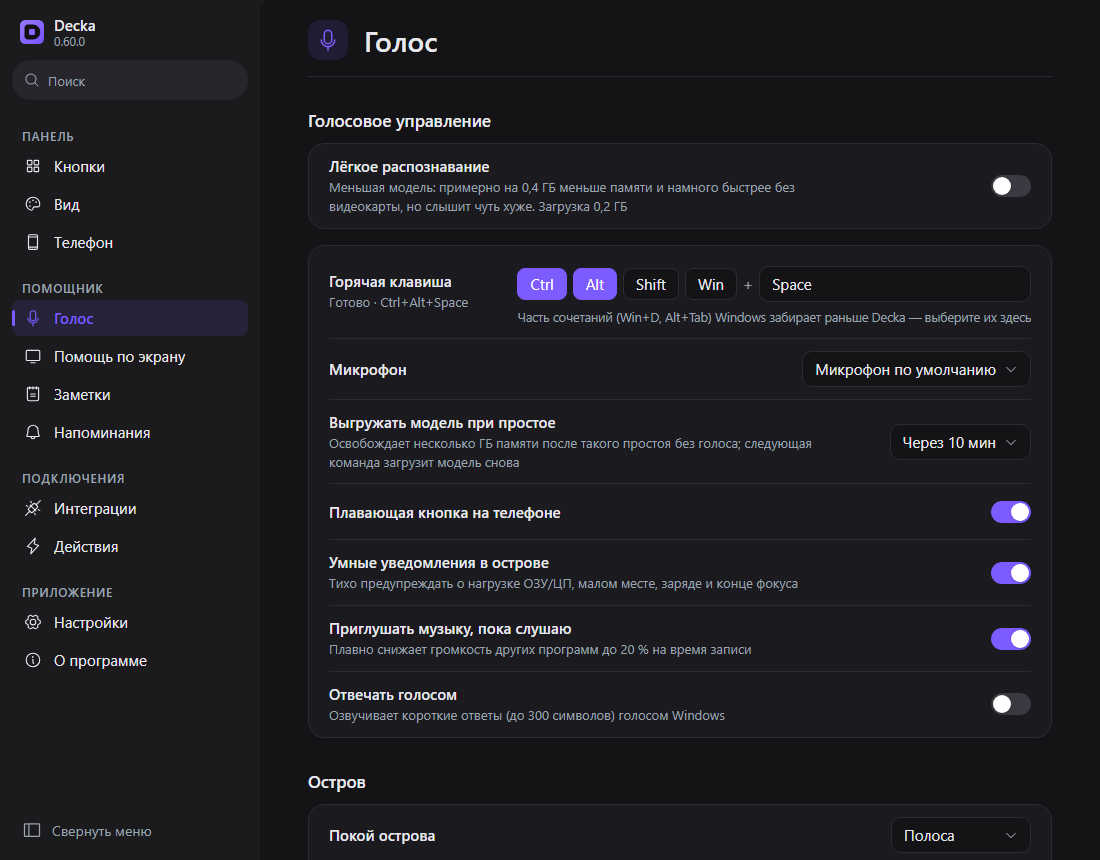 Decka
0.60.0
Поиск
ПАНЕЛЬ
Кнопки
Вид
Телефон
ПОМОЩНИК
Голос
Помощь по экрану
Заметки
Напоминания
ПОДКЛЮЧЕНИЯ
Интеграции
Действия
ПРИЛОЖЕНИЕ
Настройки
О программе
Свернуть меню
Голос
Голосовое управление
Лёгкое распознавание
Меньшая модель: примерно на 0,4 ГБ меньше памяти и намного быстрее без
видеокарты, но слышит чуть хуже. Загрузка 0,2 ГБ
Горячая клавиша
Готово · Ctrl+Alt+Space
Ctrl Alt Shift Win + Space
Часть сочетаний (Win+D, Alt+Tab) Windows забирает раньше Decka — выберите их здесь
Микрофон
Микрофон по умолчанию
Выгружать модель при простое
Освобождает несколько ГБ памяти после такого простоя без голоса; следующая
команда загрузит модель снова
Через 10 мин
Плавающая кнопка на телефоне
Умные уведомления в острове
Тихо предупреждать о нагрузке ОЗУ/ЦП, малом месте, заряде и конце фокуса
Приглушать музыку, пока слушаю
Плавно снижает громкость других программ до 20 % на время записи
Отвечать голосом
Озвучивает короткие ответы (до 300 символов) голосом Windows
Остров
Покой острова
Полоса